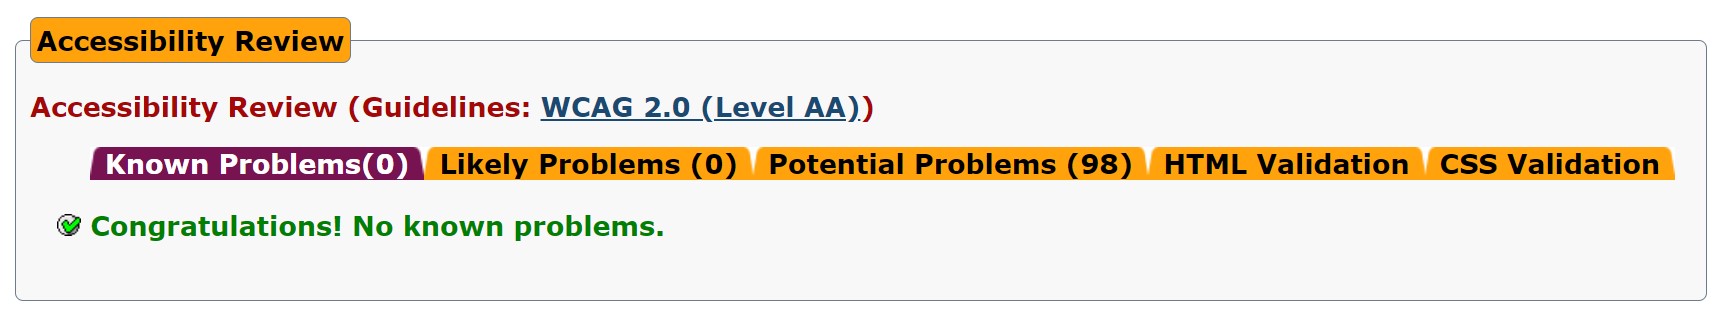 Accessibility Review
Accessibility Review (Guidelines: WCAG 2.0 (Level AA))
Known Problems(0) Likely Problems (0) Potential Problems (98) HTML Validation CSS Validation
Congratulations! No known problems.